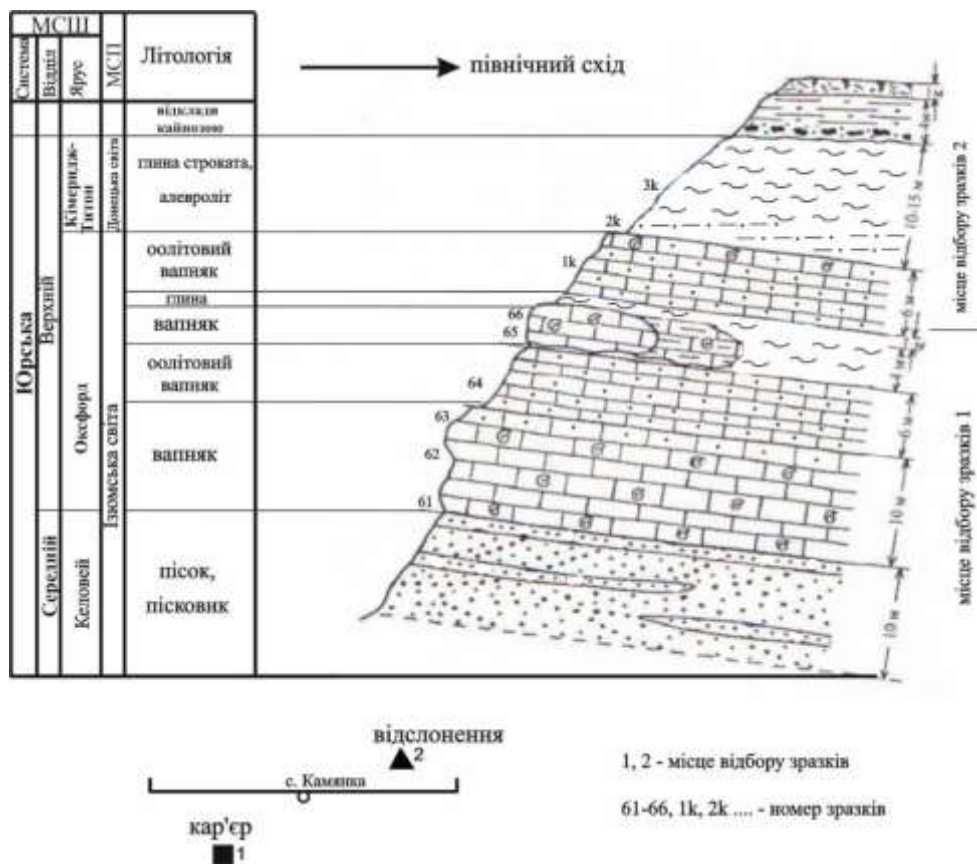 МСШ
Система
Відділ
Ярус
МСП
Літологія
північний схід
відклади
кайнозою
Юрська
Верхній
Середній
Кімеридж-
Титон
Оксфорд
Келовей
Донецька світа
Ізюмська світа
глина строката,
алевроліт
оолітовий
вапняк
глина
вапняк
оолітовий
вапняк
вапняк
пісок,
пісковик
3k
2k
1k
66
65
64
63
62
61
10-15 м
6 м
6 м
10 м
10 м
місце відбору зразків 2
місце відбору зразків 1
відслонення
2
с. Камянка
кар'єр
1
1, 2 - місце відбору зразків
61-66, 1k, 2k .... - номер зразків